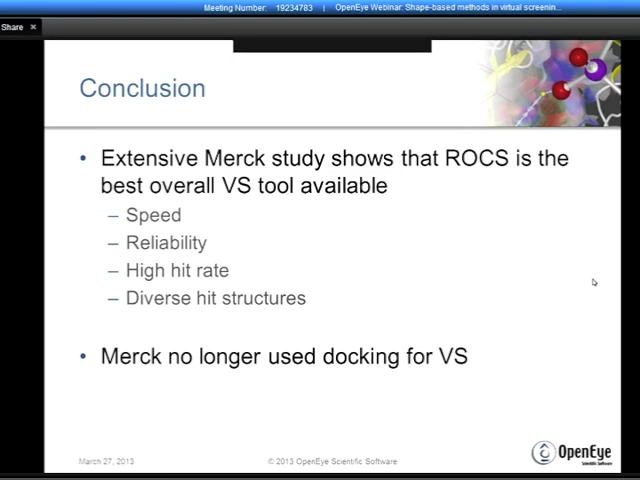 Meeting Number: 19234783 | OpenEye Webinar: Shape-based methods in virtual screenin...
Share ×
Conclusion
• Extensive Merck study shows that ROCS is the
best overall VS tool available
– Speed
– Reliability
– High hit rate
– Diverse hit structures
• Merck no longer used docking for VS
March 27, 2013 © 2013 OpenEye Scientific Software
OpenEye
Scientific Software